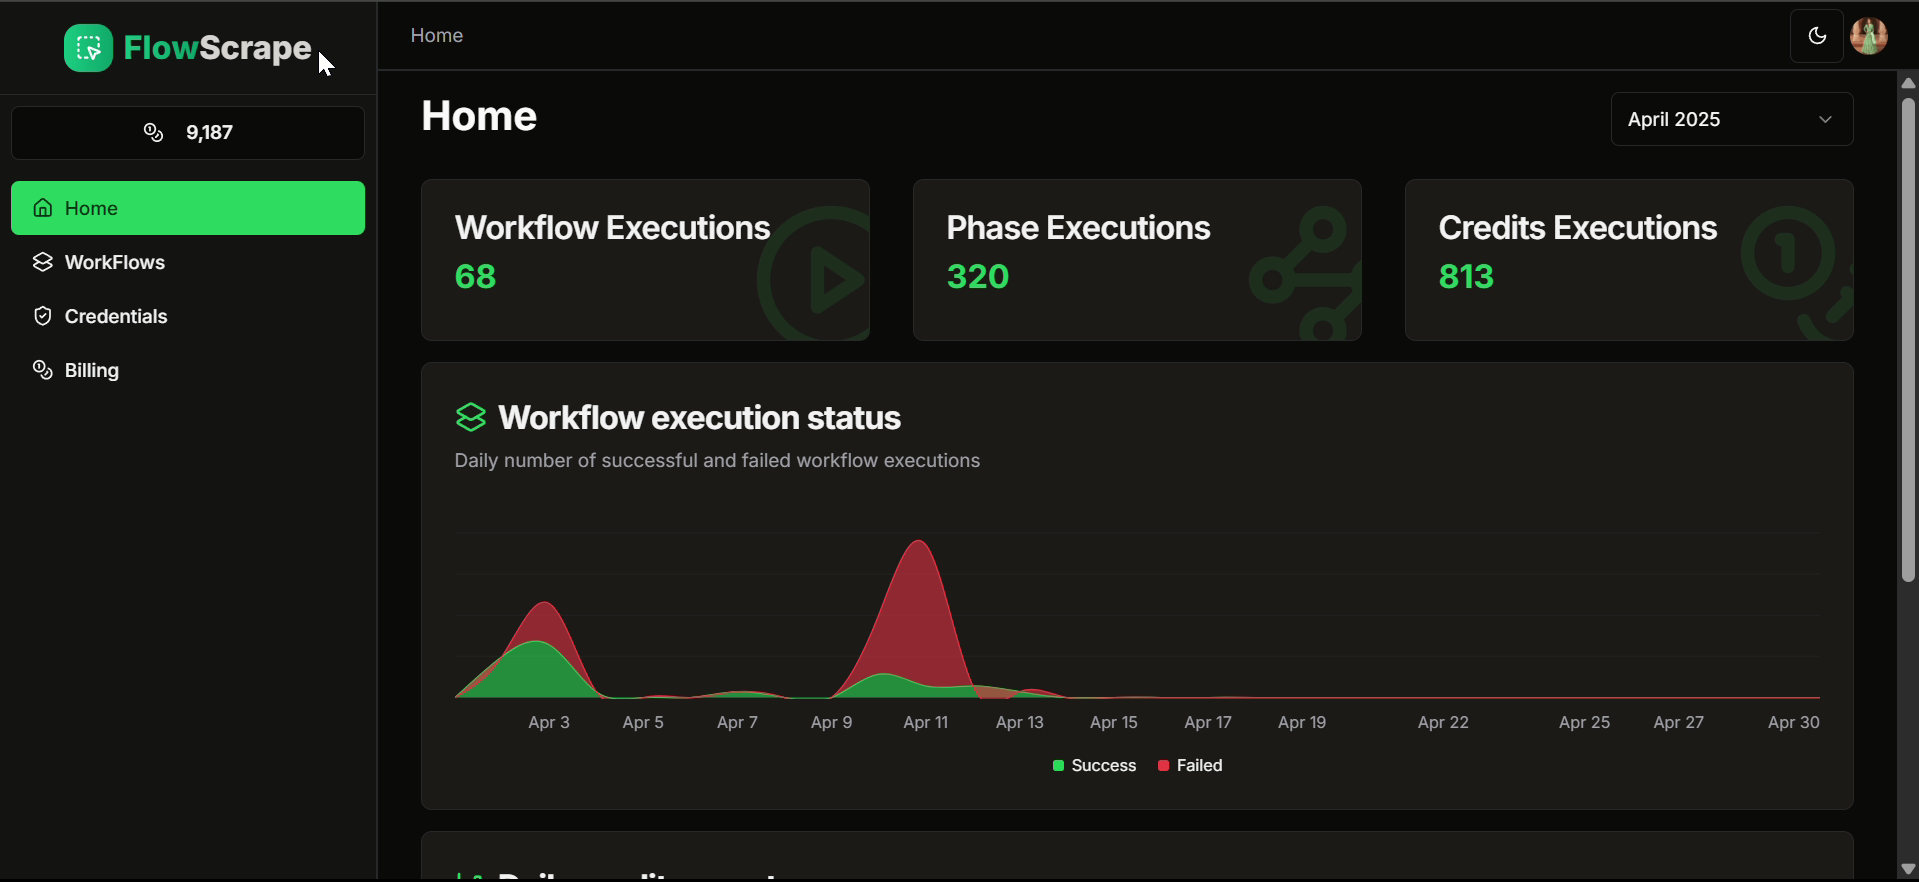 FlowScrape
Home
9,187
Home
WorkFlows
Credentials
Billing
Home
April 2025
Workflow Executions
68
Phase Executions
320
Credits Executions
813
Workflow execution status
Daily number of successful and failed workflow executions
Apr 3 Apr 5 Apr 7 Apr 9 Apr 11 Apr 13 Apr 15 Apr 17 Apr 19 Apr 22 Apr 25 Apr 27 Apr 30
Success Failed